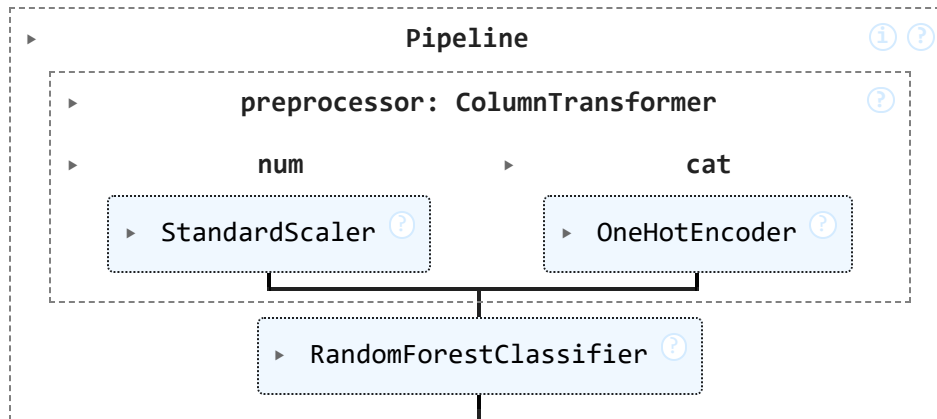 Pipeline i ?
preprocessor: ColumnTransformer ?
num cat
StandardScaler ? OneHotEncoder ?
RandomForestClassifier ?